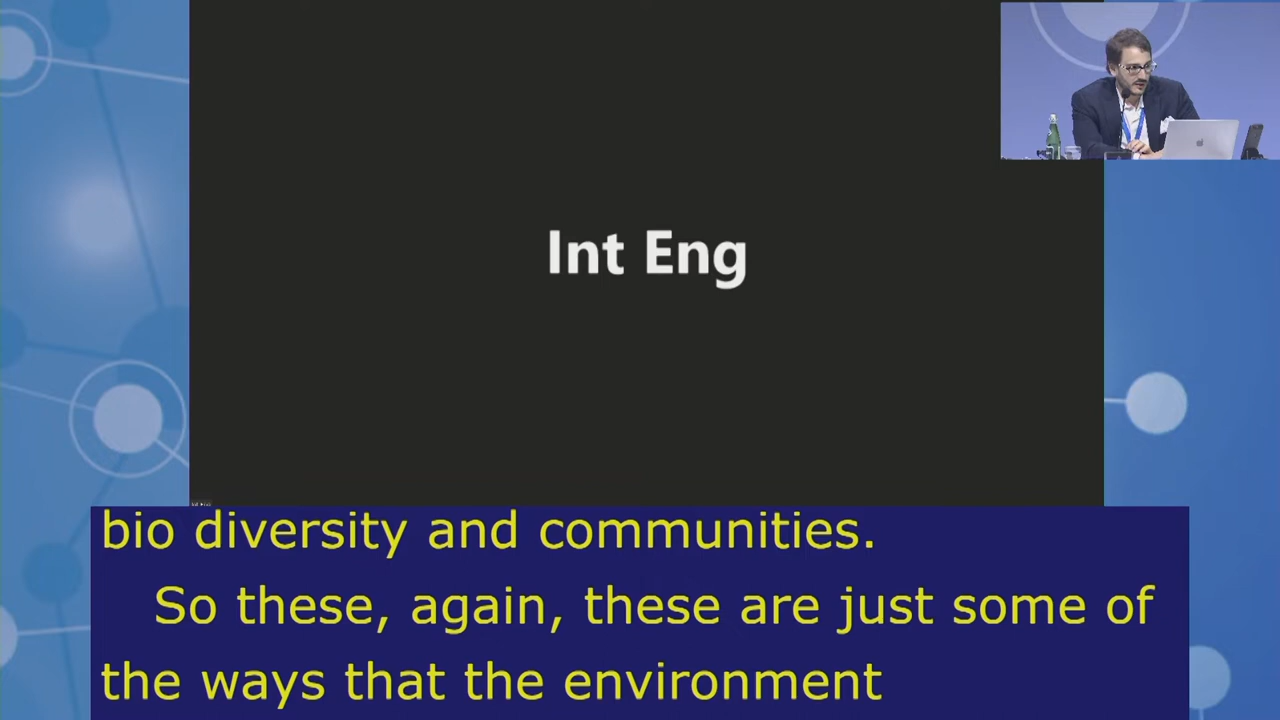 Int Eng
bio diversity and communities.
So these, again, these are just some of
the ways that the environment